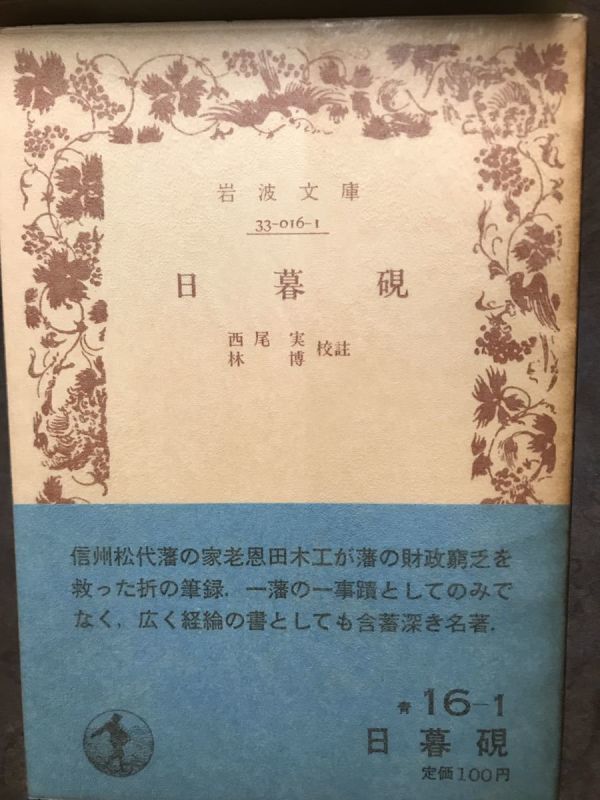 岩波文庫
33-016-1
日暮硯
西尾実
林博
校註
信州松代藩の家老恩田木工が藩の財政窮乏を
救った折の筆録．一藩の一事蹟としてのみで
なく，広く経綸の書としても含蓄深き名著．
青 16-1
日暮硯
定価100円